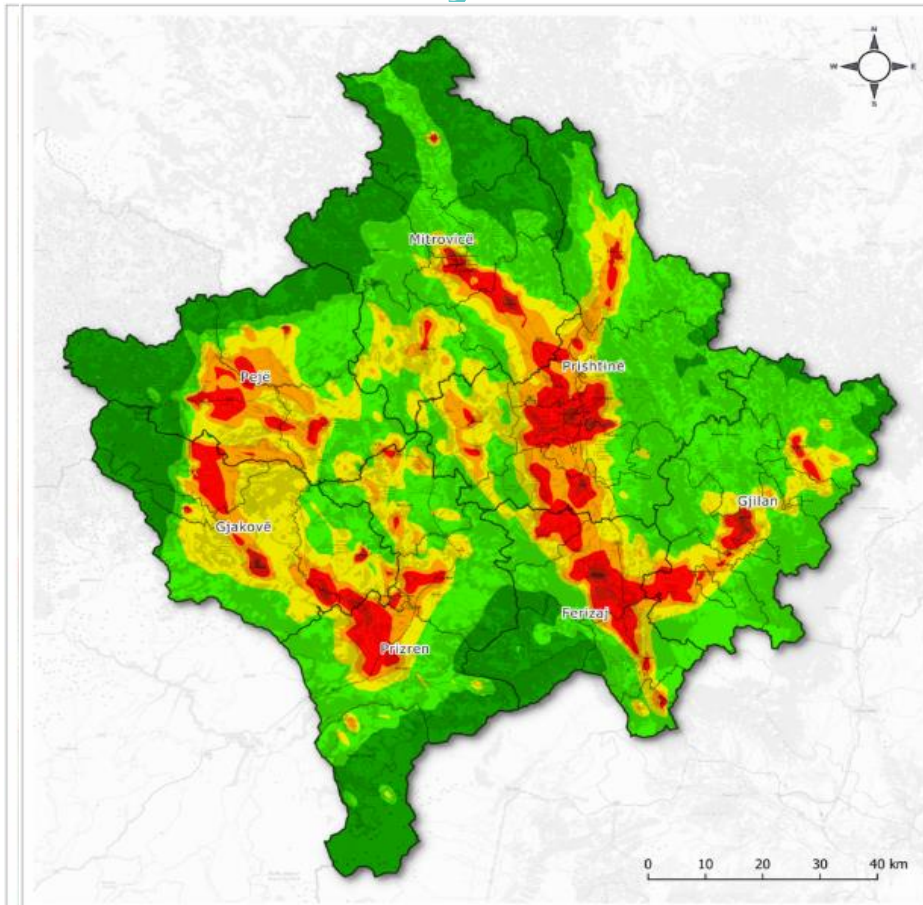 N
W E
S
Mitrovicë
Prishtinë
Pejë
Gjilan
Gjakovë
Ferizaj
Prizren
0 10 20 30 40 km